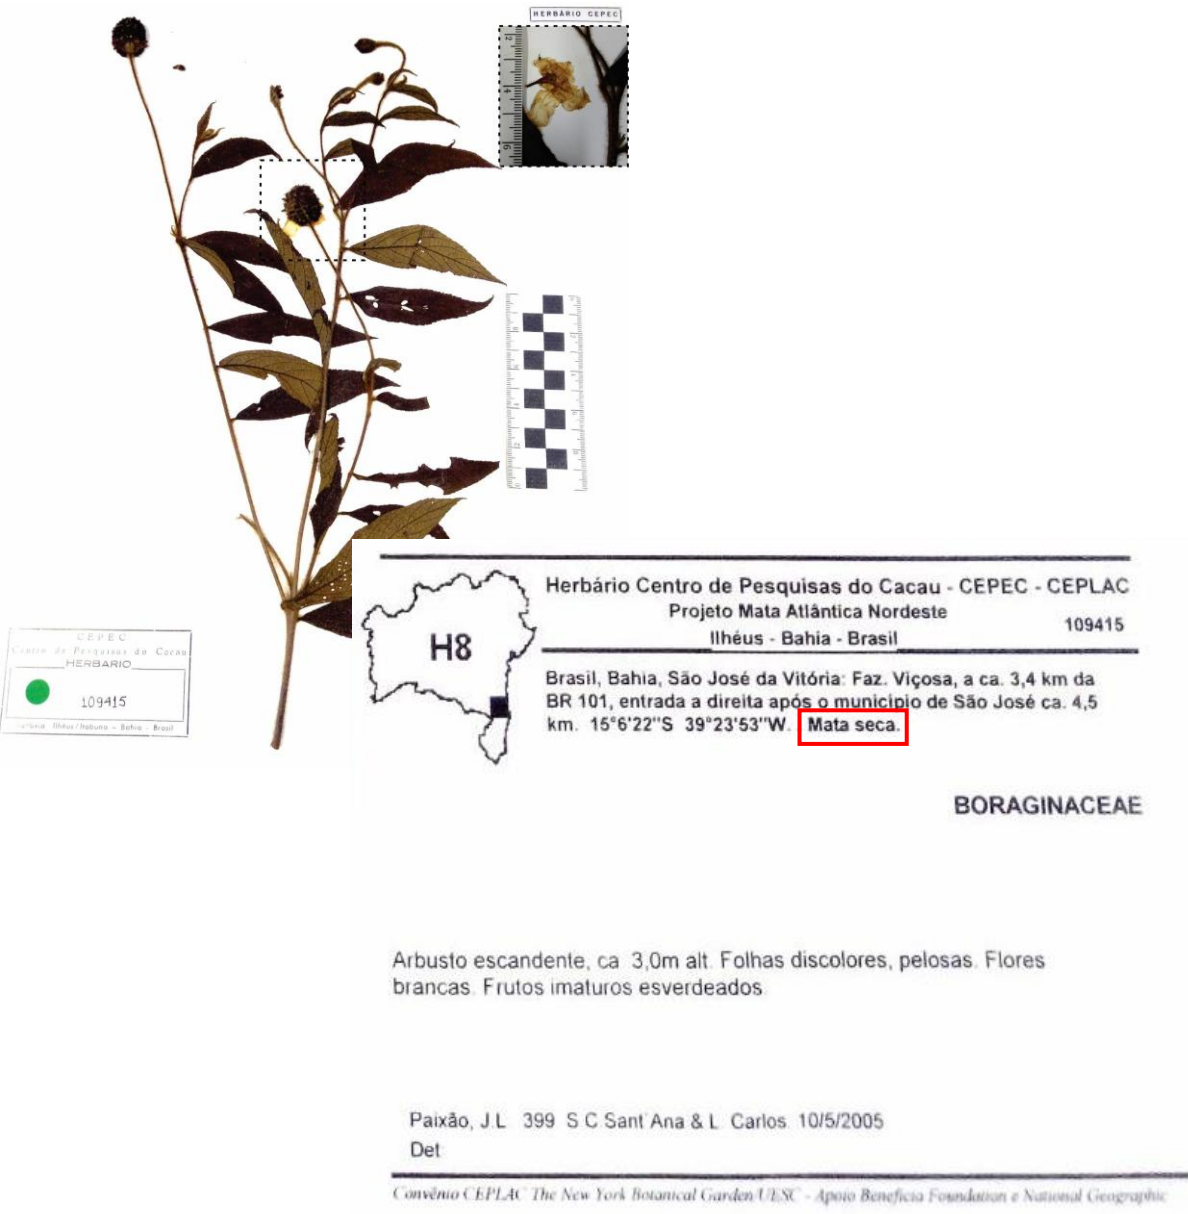 HERBÁRIO CEPEC
CEPEC
Centro de Pesquisas do Cacau
HERBARIO
109415
Ilhéus/Itabuna - Bahia - Brasil
Herbário Centro de Pesquisas do Cacau - CEPEC - CEPLAC
Projeto Mata Atlântica Nordeste
109415
Ilhéus - Bahia - Brasil
H8
Brasil, Bahia, São José da Vitória: Faz. Viçosa, a ca. 3,4 km da
BR 101, entrada a direita após o municipio de São José ca. 4,5
km. 15°6'22"S 39°23'53"W. Mata seca.
BORAGINACEAE
Arbusto escandente, ca 3,0m alt. Folhas discolores, pelosas. Flores
brancas. Frutos imaturos esverdeados.
Paixão, J.L 399 S C Sant'Ana & L. Carlos. 10/5/2005
Det
Convênio CEPLAC The New York Botanical Garden/UESC - Apoio Beneficia Foundation e National Geographic